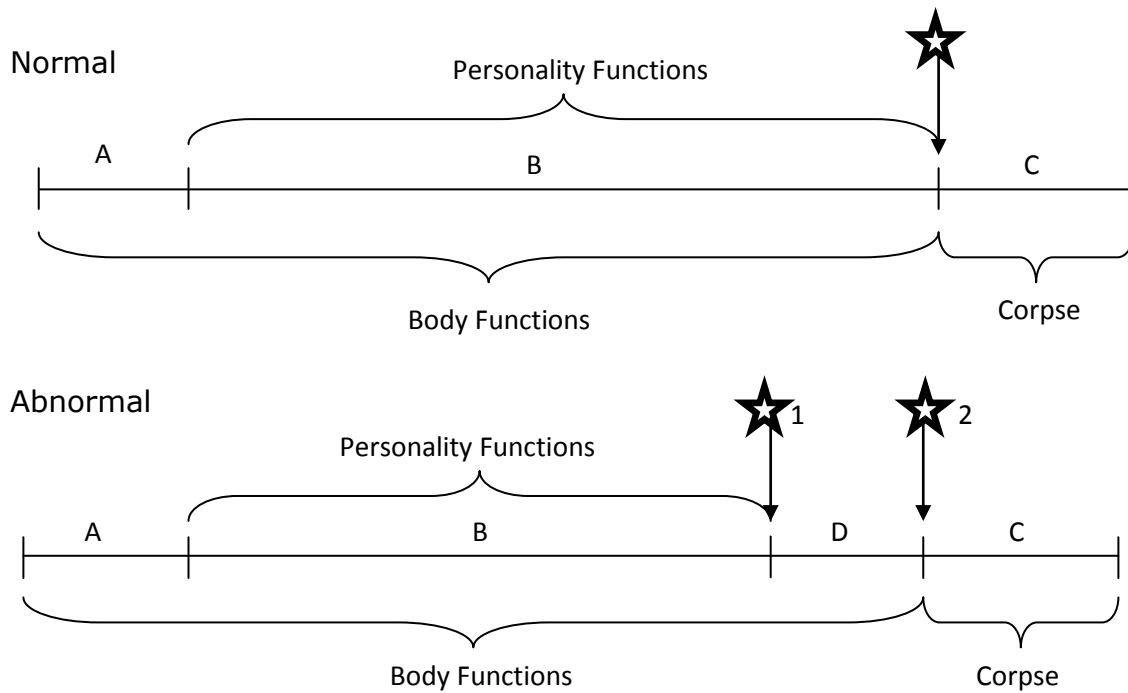 Normal
Personality Functions
A B C
Body Functions
Corpse
Abnormal
1 2
Personality Functions
A B D C
Body Functions
Corpse